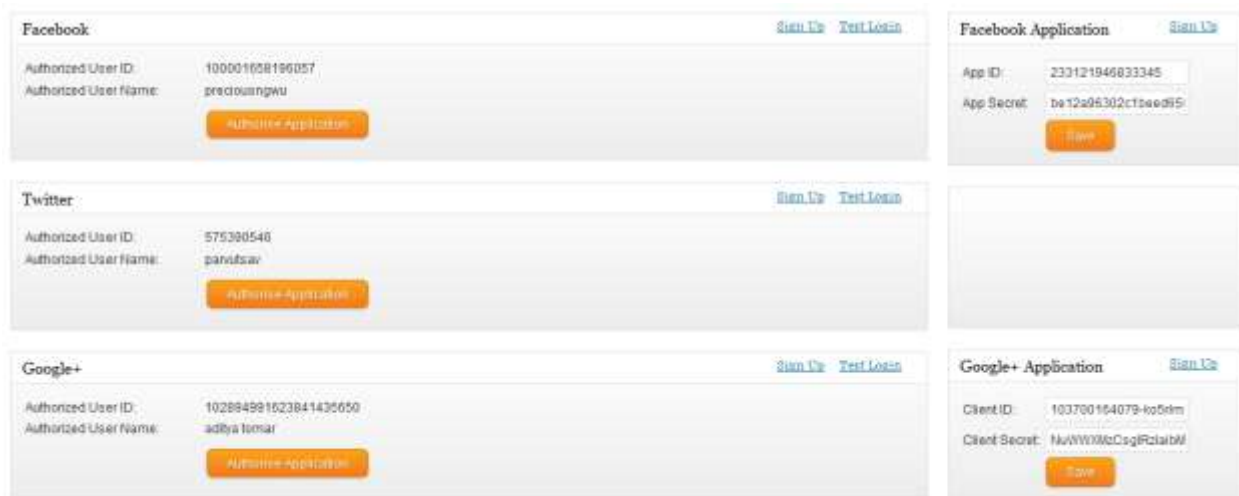 Facebook
Sign Up Test Login
Authorized User ID: 100001658196057
Authorized User Name: preciousngwu
Authorise Application
Facebook Application
Sign Up
App ID: 233121946833345
App Secret:
Save
Twitter
Sign Up Test Login
Authorized User ID: 575390546
Authorized User Name: parvutsav
Authorise Application
Google+
Sign Up Test Login
Authorized User ID: 102894991623841435650
Authorized User Name: aditya tomar
Authorise Application
Google+ Application
Sign Up
Client ID:
Client Secret:
Save